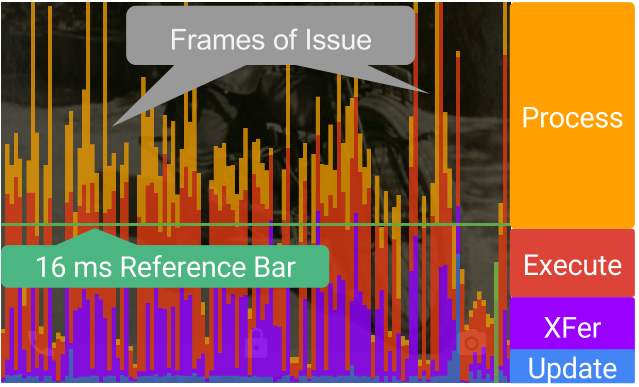 Frames of Issue
Process
16 ms Reference Bar
Execute
XFer
Update